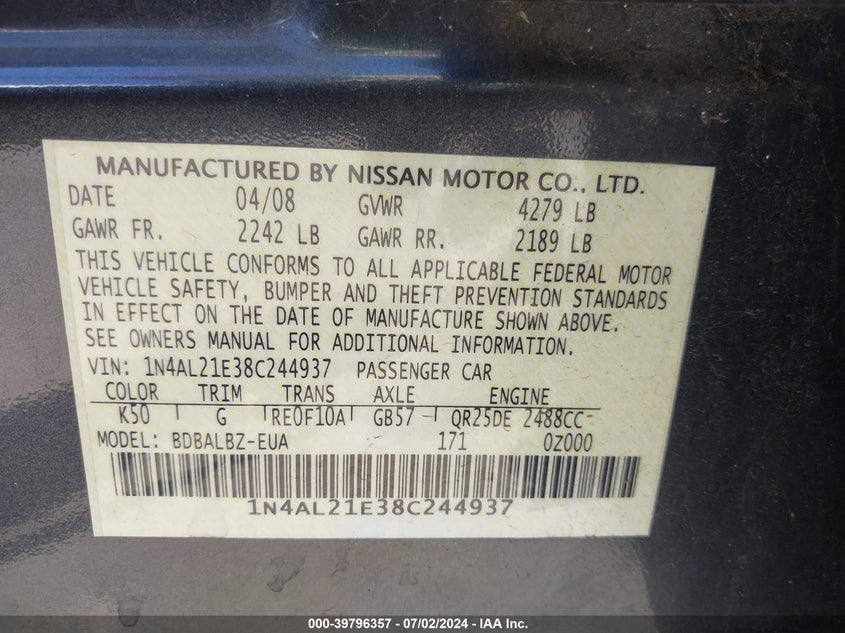 MANUFACTURED BY NISSAN MOTOR CO., LTD.
DATE 04/08 GVWR 4279 LB
GAWR FR. 2242 LB GAWR RR. 2189 LB
THIS VEHICLE CONFORMS TO ALL APPLICABLE FEDERAL MOTOR
VEHICLE SAFETY, BUMPER AND THEFT PREVENTION STANDARDS
IN EFFECT ON THE DATE OF MANUFACTURE SHOWN ABOVE.
SEE OWNERS MANUAL FOR ADDITIONAL INFORMATION.
VIN: 1N4AL21E38C244937 PASSENGER CAR
COLOR TRIM TRANS AXLE ENGINE
K50 G RE0F10A GB57 QR25DE 2488CC
MODEL: BDBALBZ-EUA 171 0Z000
1N4AL21E38C244937
000-39796357 / 07/02/2024 - IAA Inc.